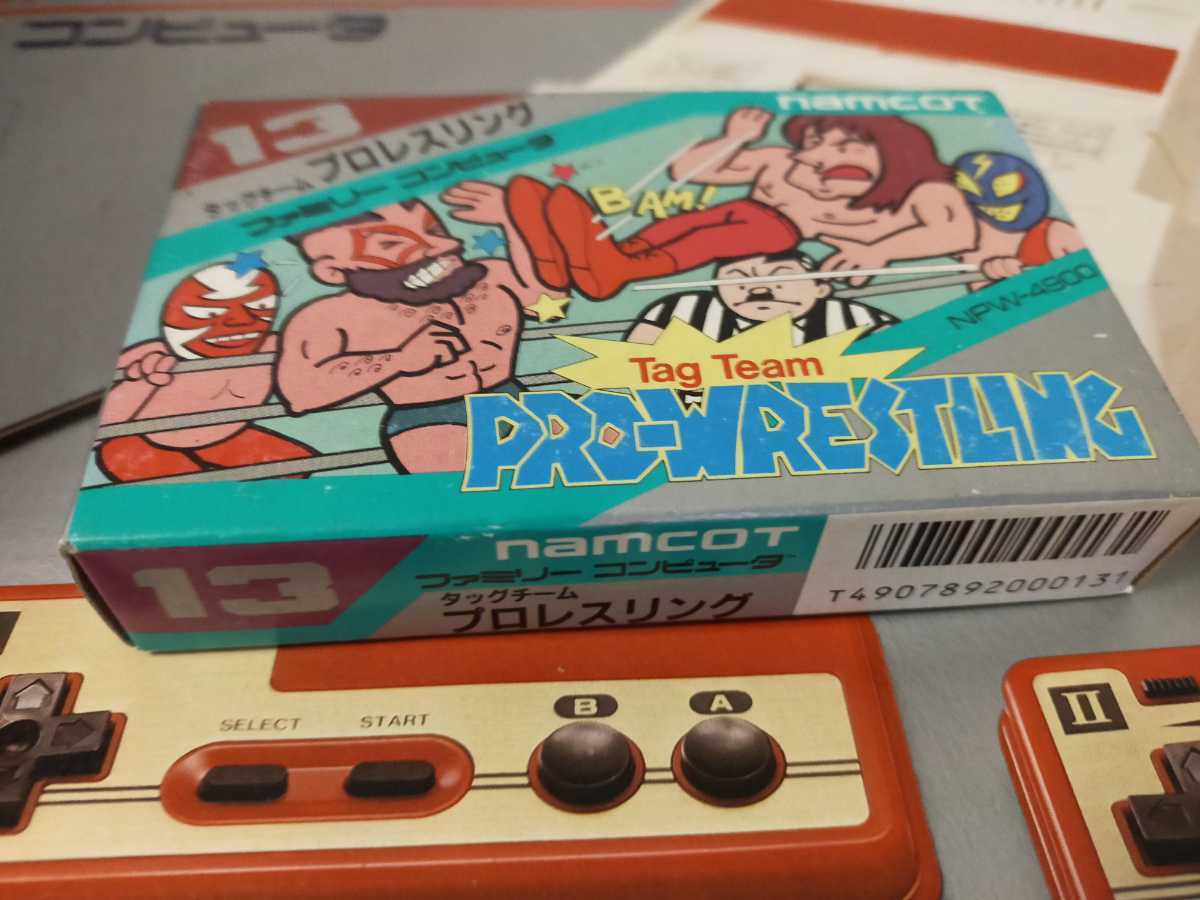 コンピュータ
13
タッグチーム プロレスリング
ファミリー コンピュータ
namcoT
BAM!
NPW-4900
Tag Team
PRO-WRESTLING
13
namcoT
ファミリー コンピュータ
タッグチーム
プロレスリング
T4907892000131
SELECT
START
B
A
II